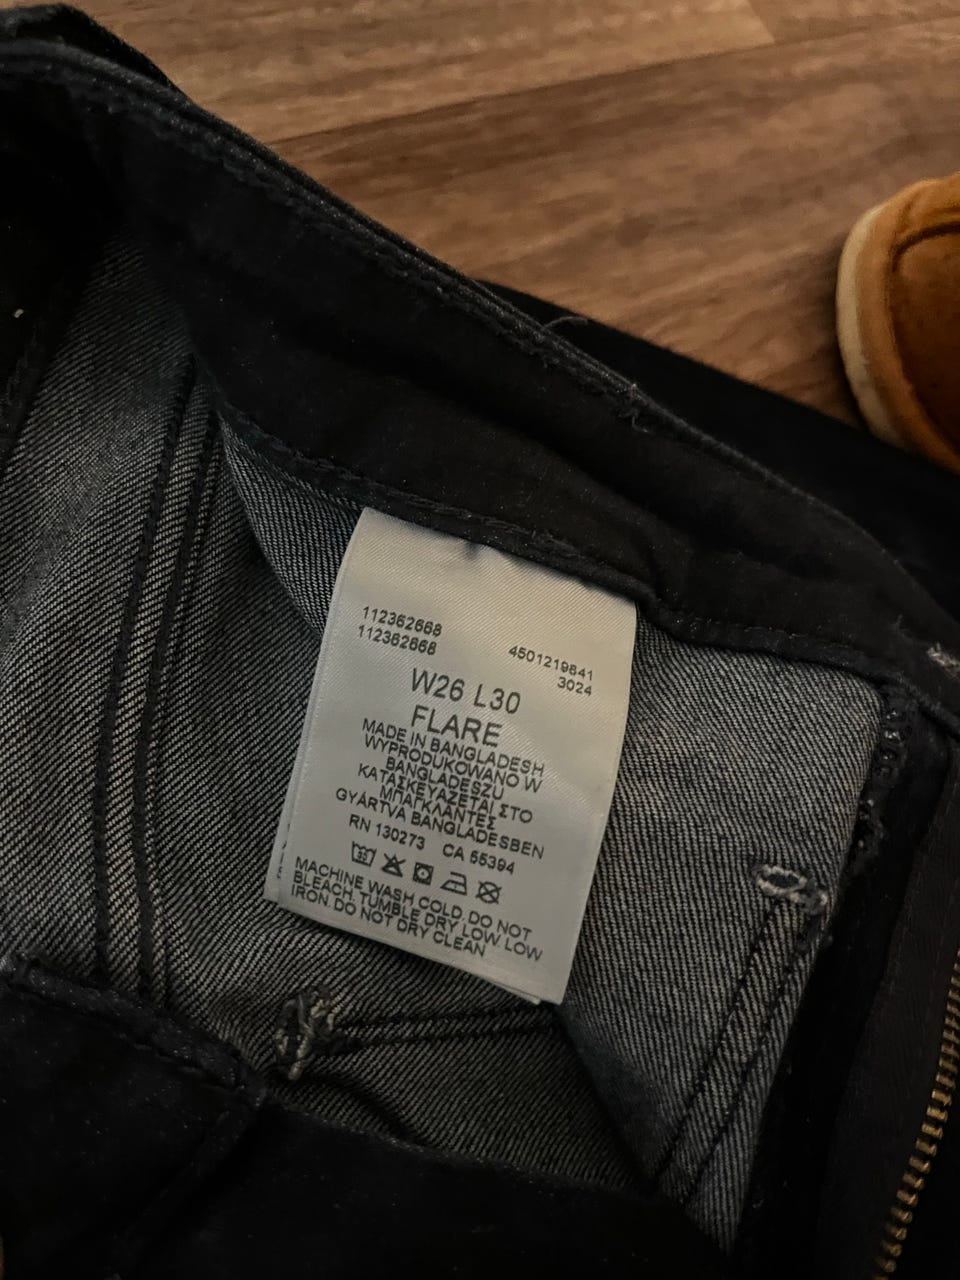 112362668
112362668
4501219841
3024
W26 L30
FLARE
MADE IN BANGLADESH
WYPRODUKOWANO W
BANGLADESZU
ΚΑΤΑΣΚΕΥΑΖΕΤΑΙ ΣΤΟ
ΜΠΑΓΚΛΑΝΤΕΣ
GYÁRTVA BANGLADESBEN
RN 130273 CA 55394
MACHINE WASH COLD. DO NOT
BLEACH. TUMBLE DRY LOW. LOW
IRON. DO NOT DRY CLEAN